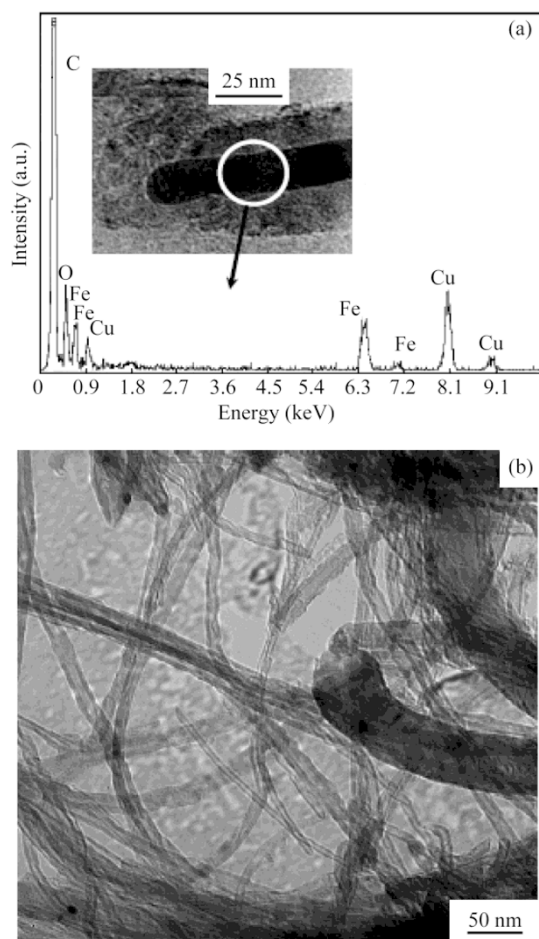 (a)
C
25 nm
Intensity (a.u.)
O
Fe
Fe
Cu
Fe
Fe
Cu
Cu
0 0.9 1.8 2.7 3.6 4.5 5.4 6.3 7.2 8.1 9.1
Energy (keV)
(b)
50 nm